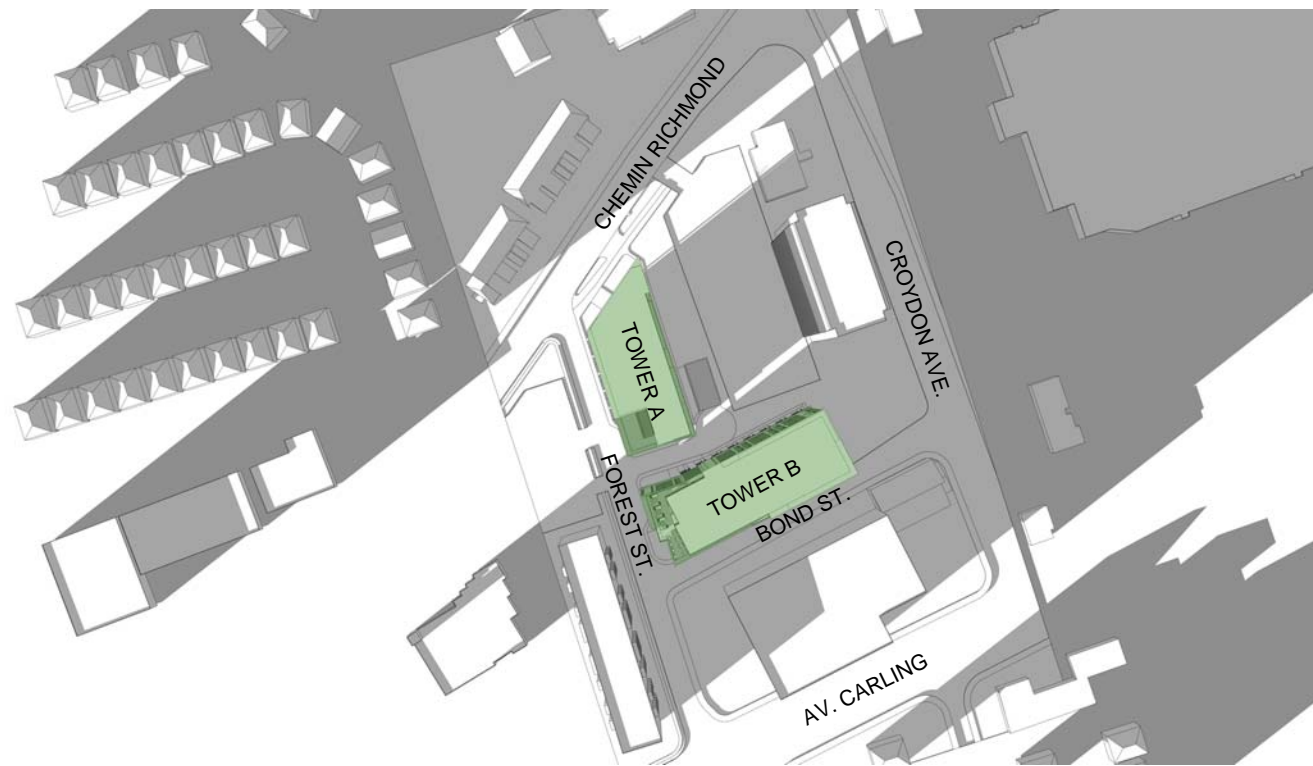 CHEMIN RICHMOND
CROYDON AVE.
TOWER A
TOWER B
FOREST ST.
BOND ST.
AV. CARLING